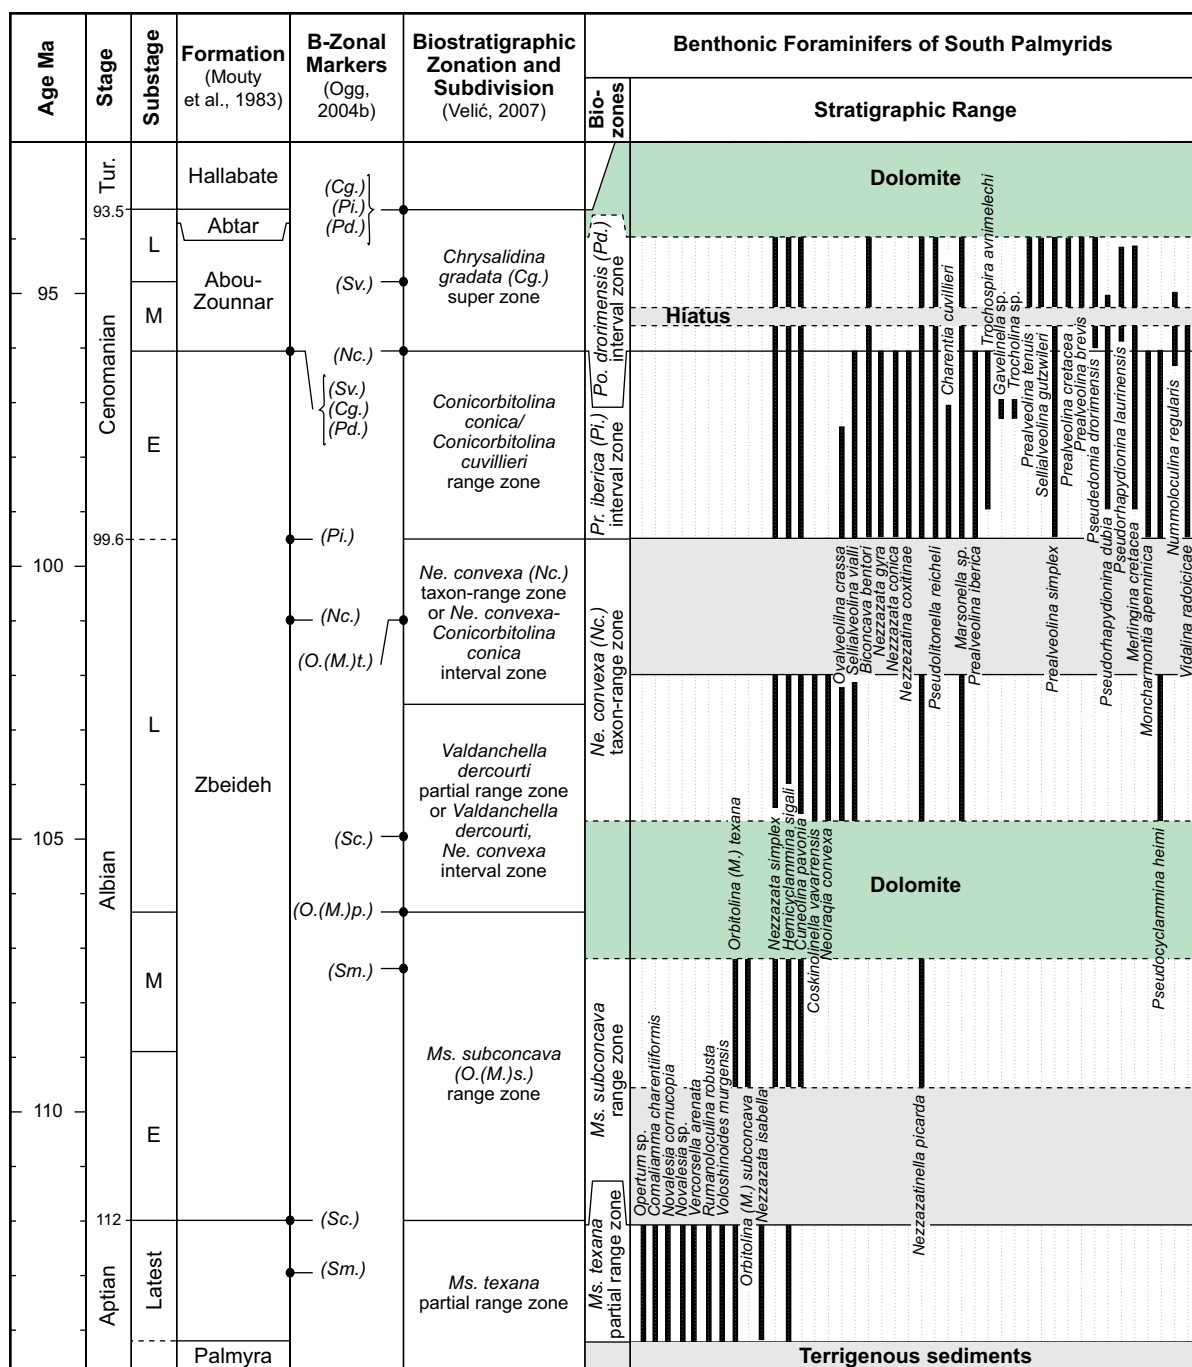 Age Ma
Stage
Substage
Formation
(Mouty
et al., 1983)
B-Zonal
Markers
(Ogg,
2004b)
Biostratigraphic
Zonation and
Subdivision
(Velić, 2007)
Benthonic Foraminifers of South Palmyrids
Bio-
zones
Stratigraphic Range
95
100
105
110
Tur.
93.5
Cenomanian
99.6
Albian
112
Aptian
L
M
E
L
M
E
Latest
Hallabate
Abtar
Abou-
Zounnar
Zbeideh
Palmyra
(Cg.)
(Pi.)
(Pd.)
(Sv.)
(Nc.)
(Sv.)
(Cg.)
(Pd.)
(Pi.)
(Nc.)
(O.(M.)t.)
(Sc.)
(O.(M.)p.)
(Sm.)
(Sc.)
(Sm.)
Chrysalidina
gradata (Cg.)
super zone
Conicorbitolina
conica/
Conicorbitolina
cuvillieri
range zone
Ne. convexa (Nc.)
taxon-range zone
or Ne. convexa-
Conicorbitolina
conica
interval zone
Valdanchella
dercourti
partial range zone
or Valdanchella
dercourti,
Ne. convexa
interval zone
Ms. subconcava
(O.(M.)s.)
range zone
Ms. texana
partial range zone
Po. drorimensis (Pd.)
interval zone
Pr. iberica (Pi.)
interval zone
Ne. convexa (Nc.)
taxon-range zone
Ms. subconcava
range zone
Ms. texana
partial range zone
Dolomite
Hiatus
Dolomite
Terrigenous sediments
Opertum sp.
Comaliamma charentiiformis
Novalesia cornucopia
Novalesia sp.
Vercorsella arenata
Rumanoloculina robusta
Voloshinoides murgensis
Orbitolina (M.) texana
Orbitolina (M.) subconcava
Nezzazata isabella
Nezzazata simplex
Hemicyclammina sigali
Cuneolina pavonia
Coskinolinella vavarrensis
Neoiraqia convexa
Ovalveolilna crassa
Sellialveolina vialli
Biconcava bentori
Nezzazata gyra
Nezzazata conica
Nezzezatina coxitinae
Nezzazatinella picarda
Pseudolitonella reicheli
Charentia cuvillieri
Marsonella sp.
Prealveolina iberica
Trochospira avnimelechi
Gavelinella sp.
Trocholina sp.
Prealveolina tenuis
Sellialveolina gutzwileri
Prealveolina simplex
Prealveolina cretacea
Prealveolina brevis
Pseudedomia drorimensis
Pseudorhapydionina dubia
Pseudorhapydionina laurinensis
Merlingina cretacea
Moncharmontia apenninica
Pseudocyclammina heimi
Nummoloculina regularis
Vidalina radoicicae